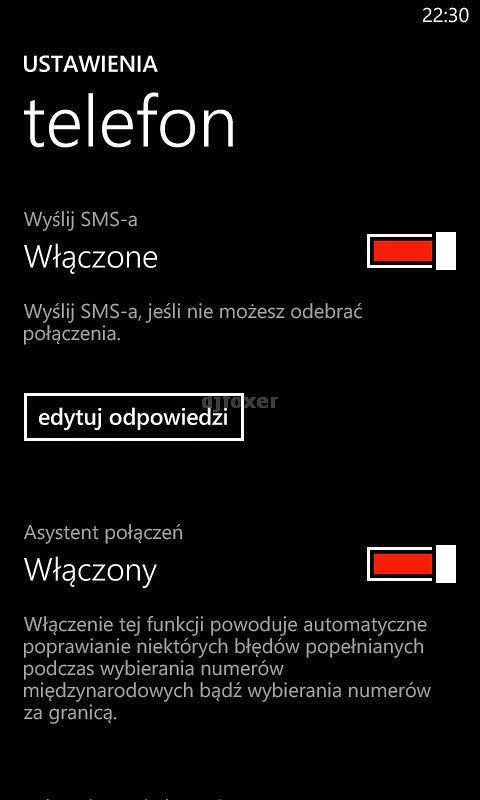 22:30
USTAWIENIA
telefon
Wyślij SMS-a
Włączone
Wyślij SMS-a, jeśli nie możesz odebrać
połączenia.
djfoxer
edytuj odpowiedzi
Asystent połączeń
Włączony
Włączenie tej funkcji powoduje automatyczne
poprawianie niektórych błędów popełnianych
podczas wybierania numerów
międzynarodowych bądź wybierania numerów
za granicą.